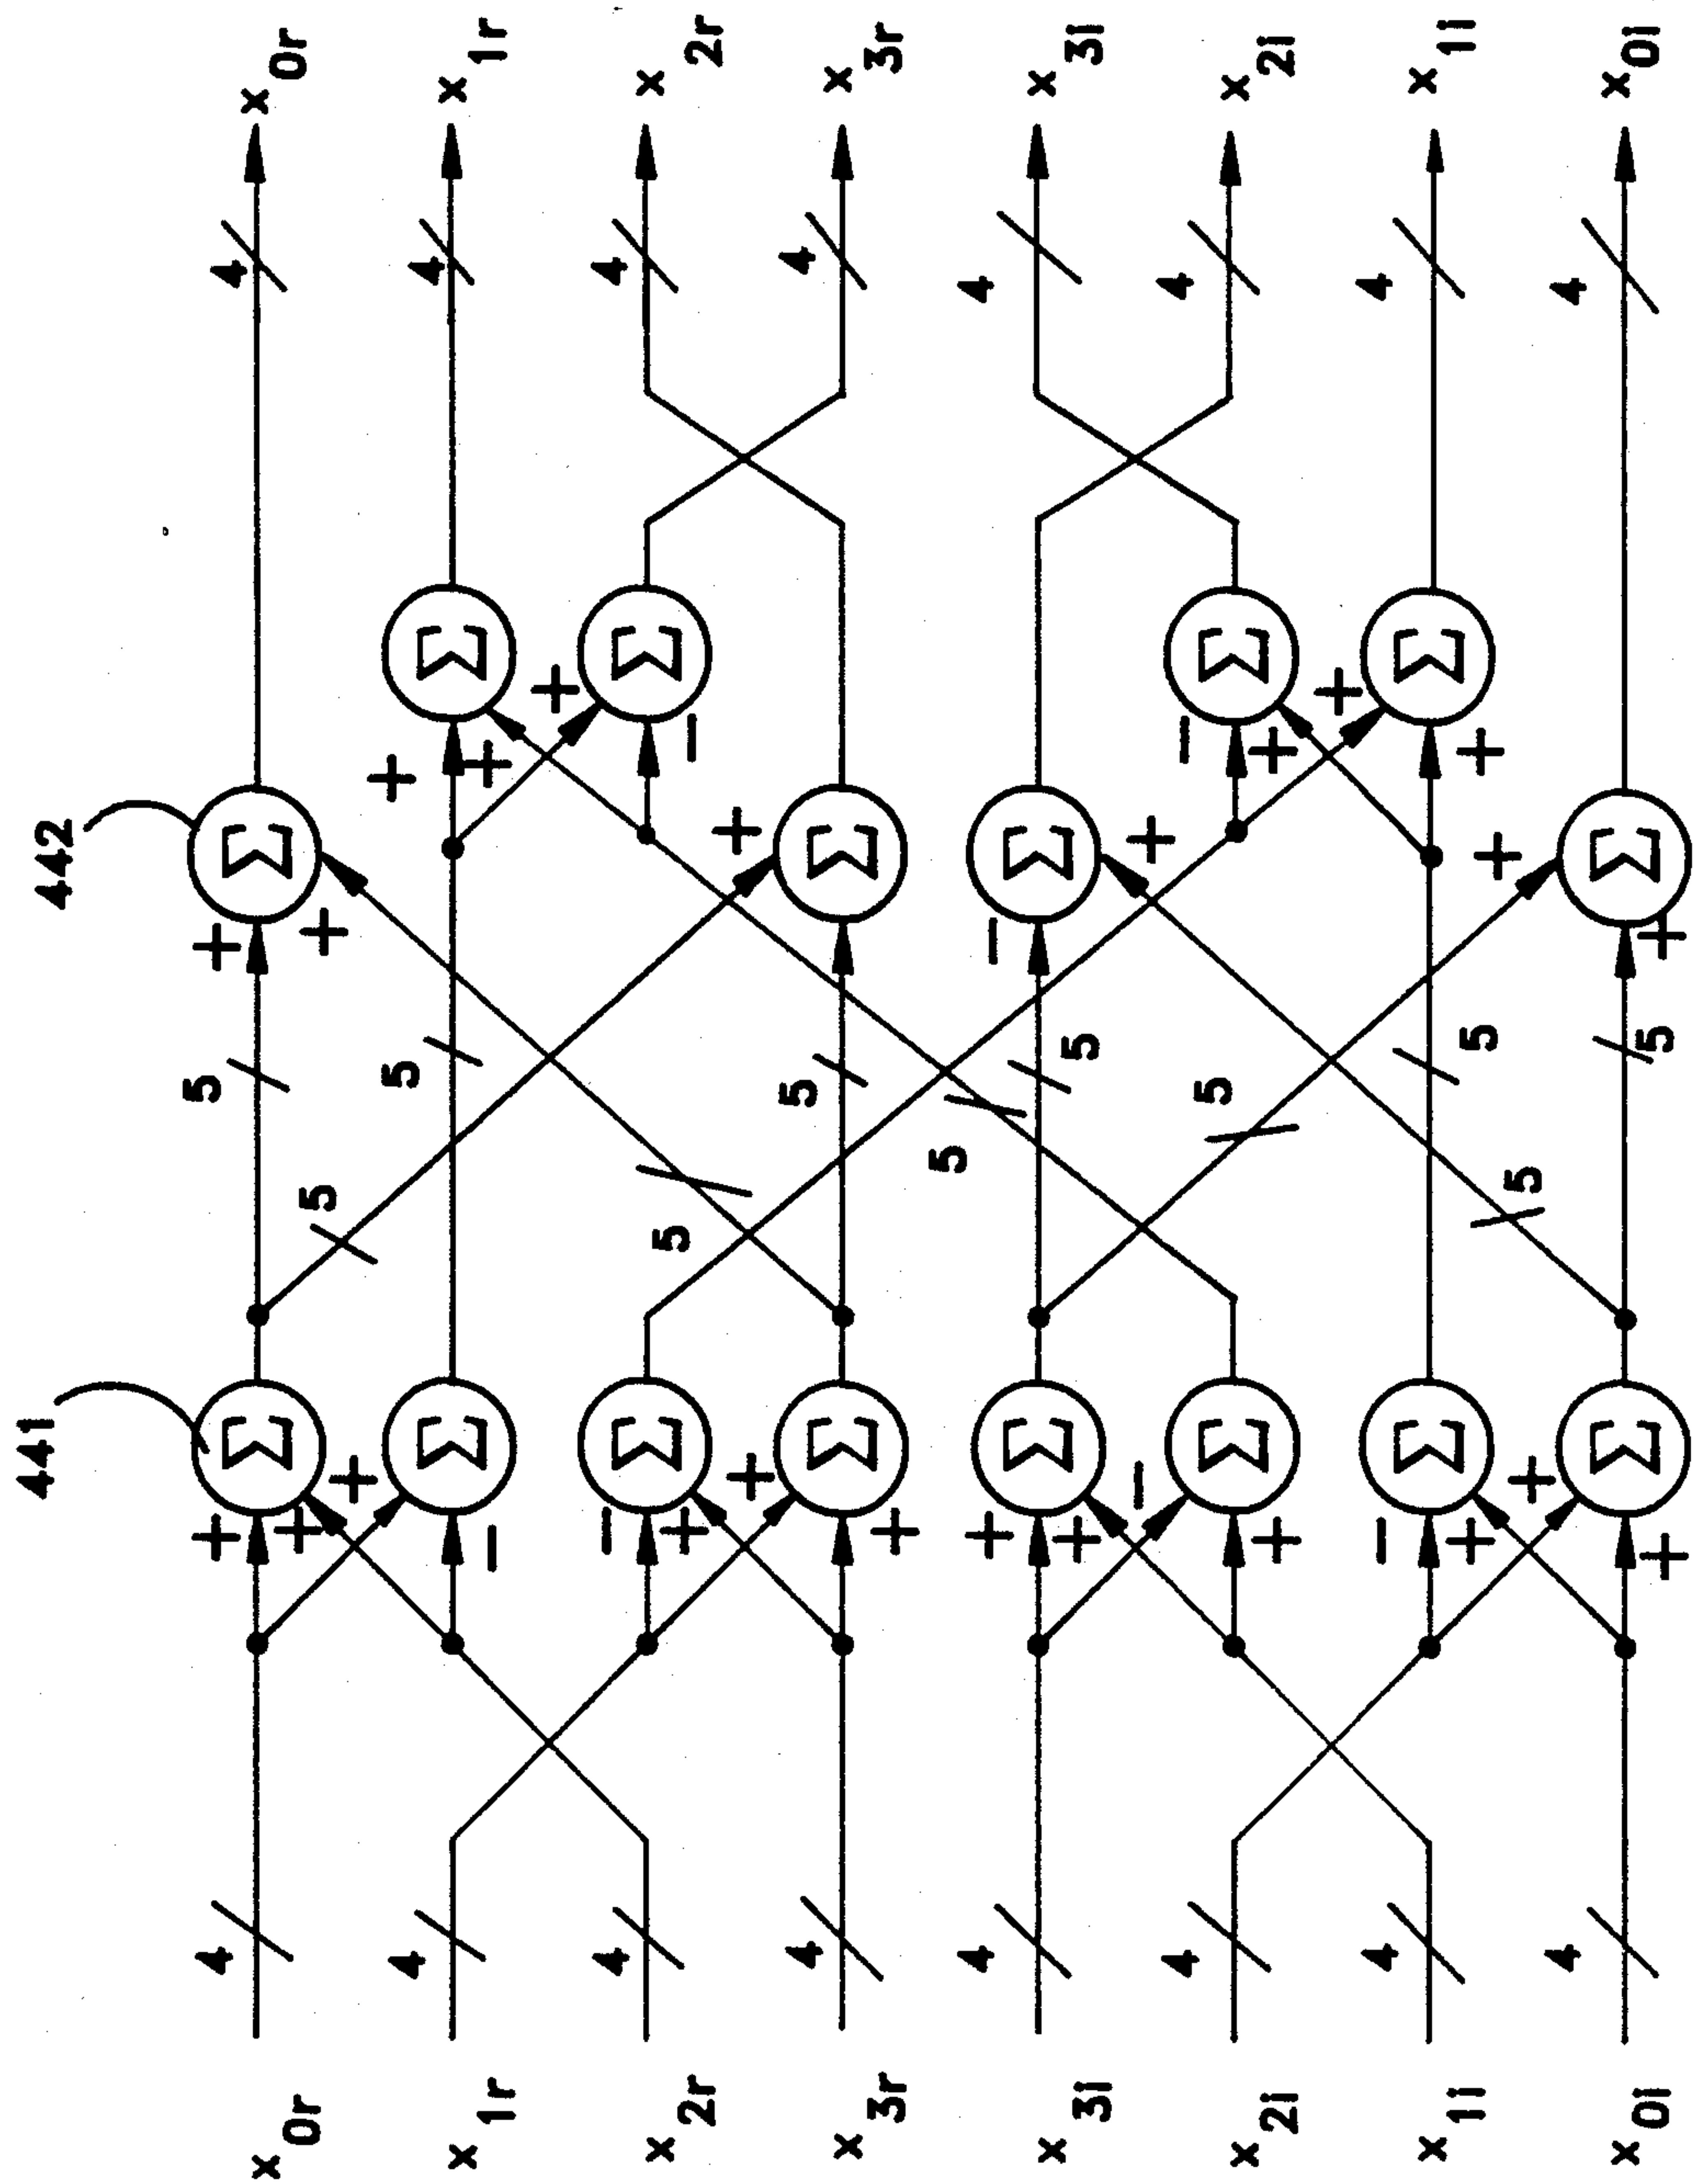 441 442
x0r 4 + Σ 5 + Σ 4 x0r
+ + 5 + +
x1r 4 Σ 5 Σ 4 x1r
− + +
x2r 4 − Σ Σ 4 x2r
+ 5 −
+ +
x3r 4 Σ 5 Σ 4 x3r
+ 5
x3i 4 + Σ − Σ 4 x3i
+ 5
− +
x2i 4 Σ 5 − Σ 4 x2i
+ +
+
x1i 4 − Σ Σ 4 x1i
+ 5 +
+ 5 +
x0i 4 Σ Σ 4 x0i
+ 5 +